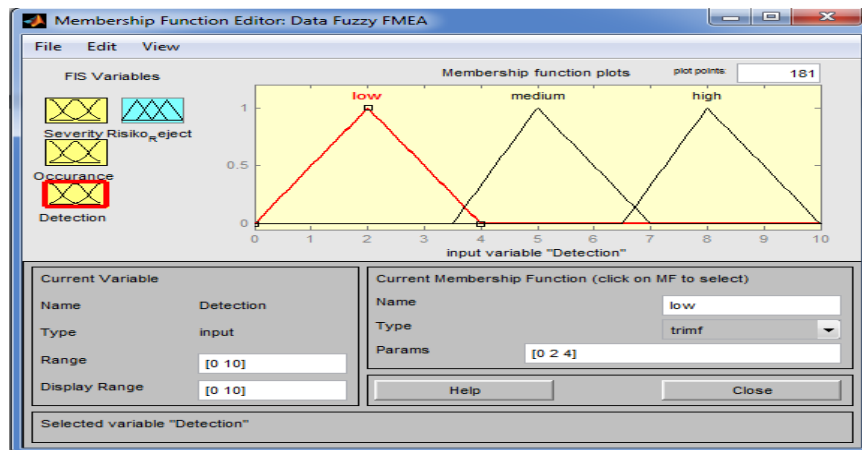 Membership Function Editor: Data Fuzzy FMEA
File Edit View
FIS Variables
Membership function plots
plot points:
181
Severity Risiko_Reject
Occurance
Detection
low medium high
1
0.5
0
0 1 2 3 4 5 6 7 8 9 10
input variable "Detection"
Current Variable
Name Detection
Type input
Range [0 10]
Display Range [0 10]
Current Membership Function (click on MF to select)
Name low
Type trimf
Params [0 2 4]
Help Close
Selected variable "Detection"